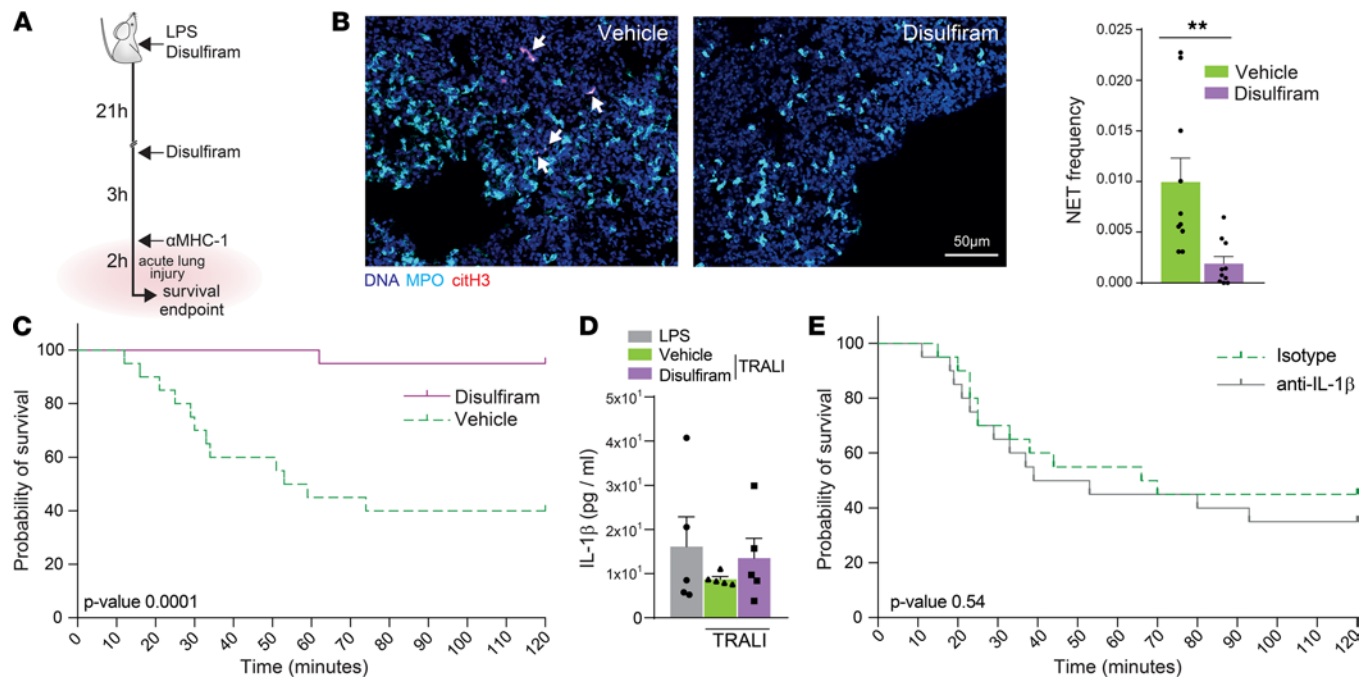 A
LPS
Disulfiram
21h
Disulfiram
3h
αMHC-1
2h
acute lung
injury
survival
endpoint
B
Vehicle
Disulfiram
50μm
DNA MPO citH3
**
Vehicle
Disulfiram
NET frequency
0.025
0.020
0.015
0.010
0.005
0.000
C
Probability of survival
100
80
60
40
20
0
Disulfiram
Vehicle
p-value 0.0001
0 10 20 30 40 50 60 70 80 90 100 110 120
Time (minutes)
D
LPS
Vehicle
Disulfiram
TRALI
IL-1β (pg / ml)
5x10¹
4x10¹
3x10¹
2x10¹
1x10¹
0
TRALI
E
Probability of survival
100
80
60
40
20
0
Isotype
anti-IL-1β
p-value 0.54
0 10 20 30 40 50 60 70 80 90 100 110 120
Time (minutes)